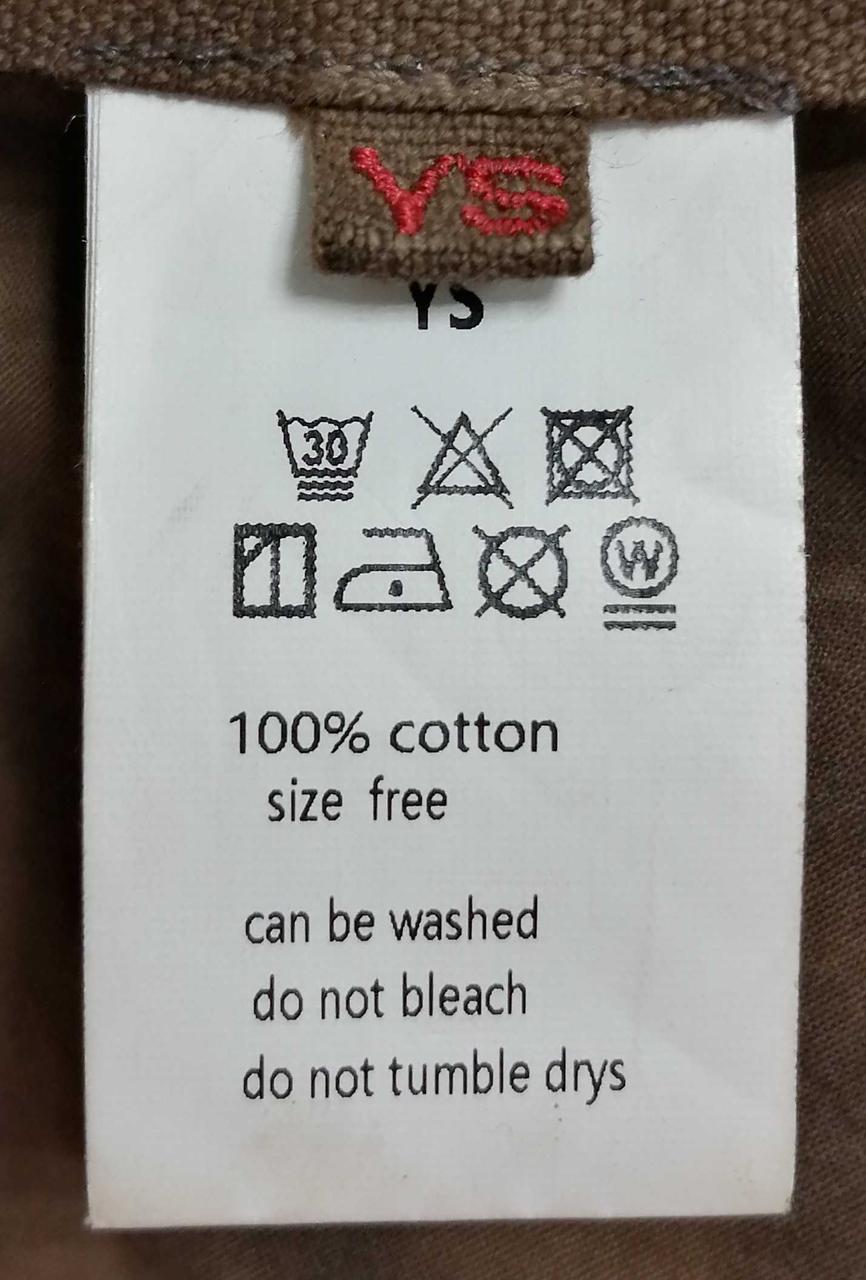 YS
YS
30
W
100% cotton
size free
can be washed
do not bleach
do not tumble drys